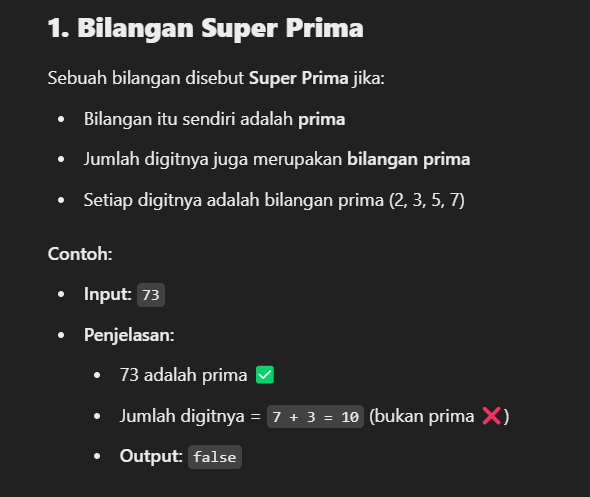 1. Bilangan Super Prima
Sebuah bilangan disebut Super Prima jika:
• Bilangan itu sendiri adalah prima
• Jumlah digitnya juga merupakan bilangan prima
• Setiap digitnya adalah bilangan prima (2, 3, 5, 7)
Contoh:
• Input: 73
• Penjelasan:
• 73 adalah prima ✅
• Jumlah digitnya = 7 + 3 = 10 (bukan prima ❌)
• Output: false